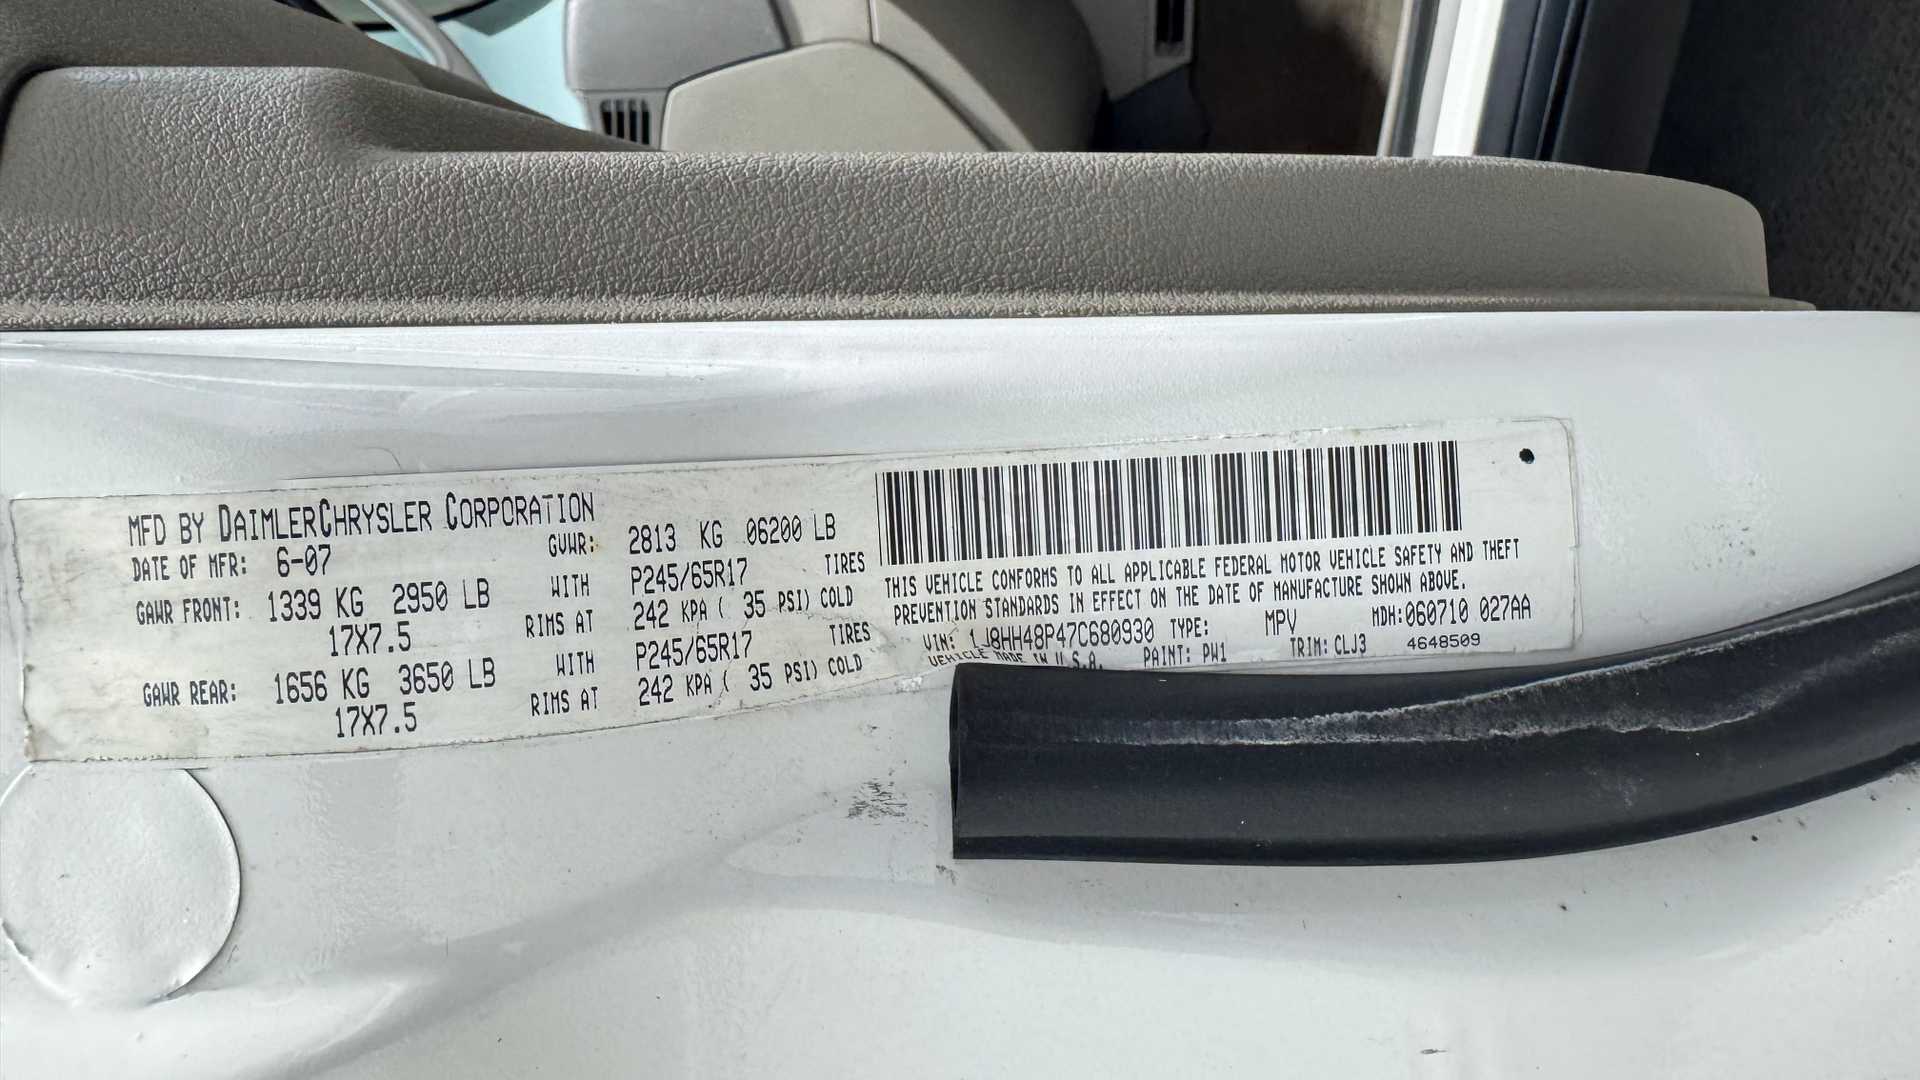 MFD BY DAIMLERCHRYSLER CORPORATION
DATE OF MFR: 6-07 GVWR: 2813 KG 06200 LB
GAWR FRONT: 1339 KG 2950 LB WITH P245/65R17 TIRES
17X7.5 RIMS AT 242 KPA ( 35 PSI) COLD
GAWR REAR: 1656 KG 3650 LB WITH P245/65R17 TIRES
17X7.5 RIMS AT 242 KPA ( 35 PSI) COLD
THIS VEHICLE CONFORMS TO ALL APPLICABLE FEDERAL MOTOR VEHICLE SAFETY AND THEFT
PREVENTION STANDARDS IN EFFECT ON THE DATE OF MANUFACTURE SHOWN ABOVE.
VIN: 1J8HH48P47C680930 TYPE: MPV MDH:060710 027AA
VEHICLE MADE IN U.S.A. PAINT: PW1 TRIM: CLJ3 4648509